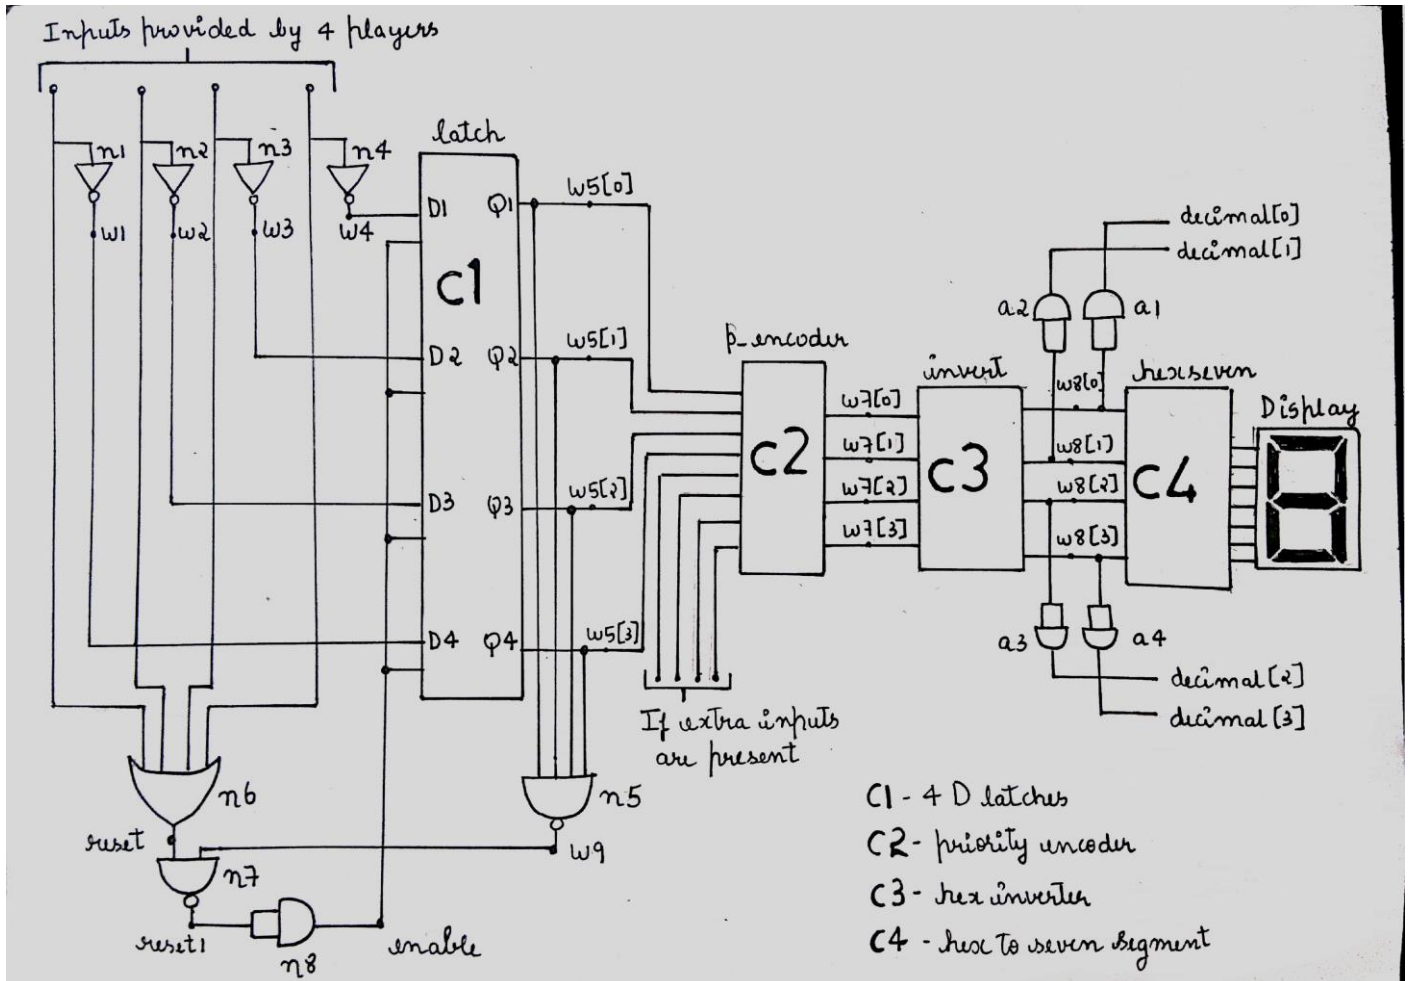 Inputs provided by 4 players
n1
n2
n3
n4
w1
w2
w3
w4
latch
D1
Q1
C1
D2
Q2
D3
Q3
D4
Q4
w5[0]
w5[1]
w5[2]
w5[3]
p_encoder
C2
If extra inputs
are present
w7[0]
w7[1]
w7[2]
w7[3]
invert
C3
w8[0]
w8[1]
w8[2]
w8[3]
a2
a1
decimal[0]
decimal[1]
hexseven
C4
Display
a3
a4
decimal[2]
decimal[3]
n6
reset
n7
reset1
n8
enable
n5
w9
C1 - 4 D latches
C2 - priority encoder
C3 - hex inverter
C4 - hex to seven segment